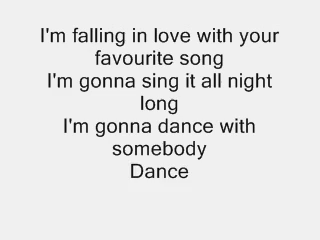 I'm falling in love with your
favourite song
I'm gonna sing it all night
long
I'm gonna dance with
somebody
Dance